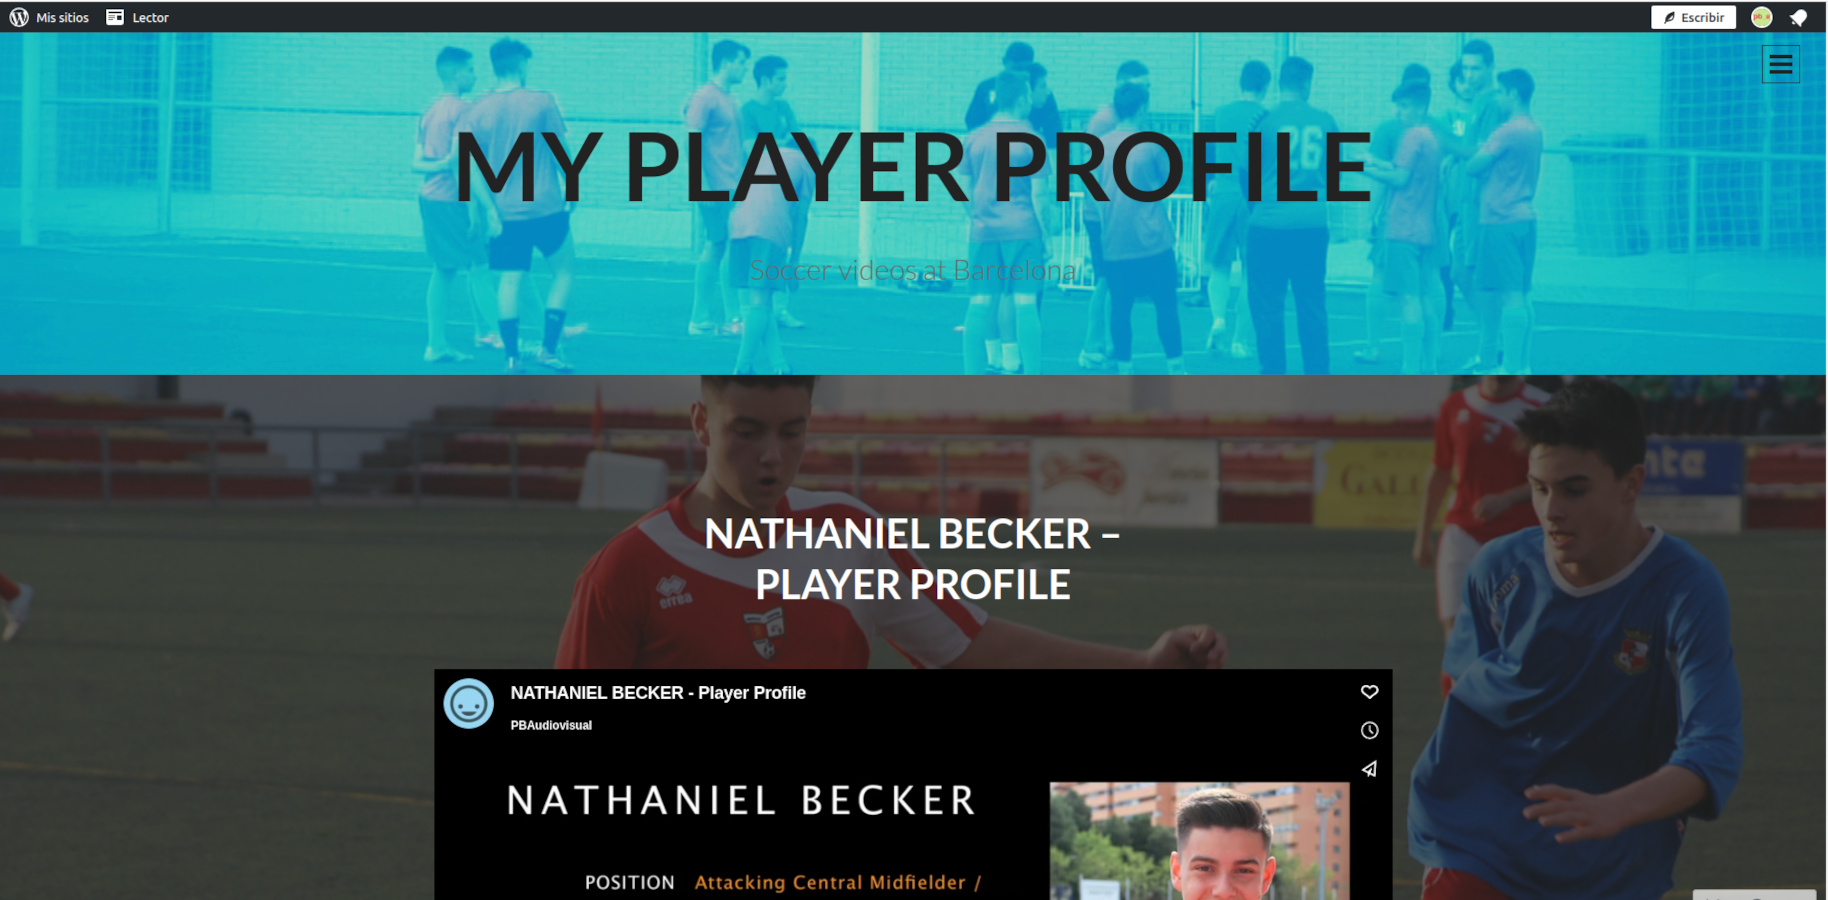 Mis sitios
Lector
Escribir
MY PLAYER PROFILE
Soccer videos at Barcelona
NATHANIEL BECKER –
PLAYER PROFILE
errea
NATHANIEL BECKER - Player Profile
PBAudiovisual
NATHANIEL BECKER
POSITION Attacking Central Midfielder /